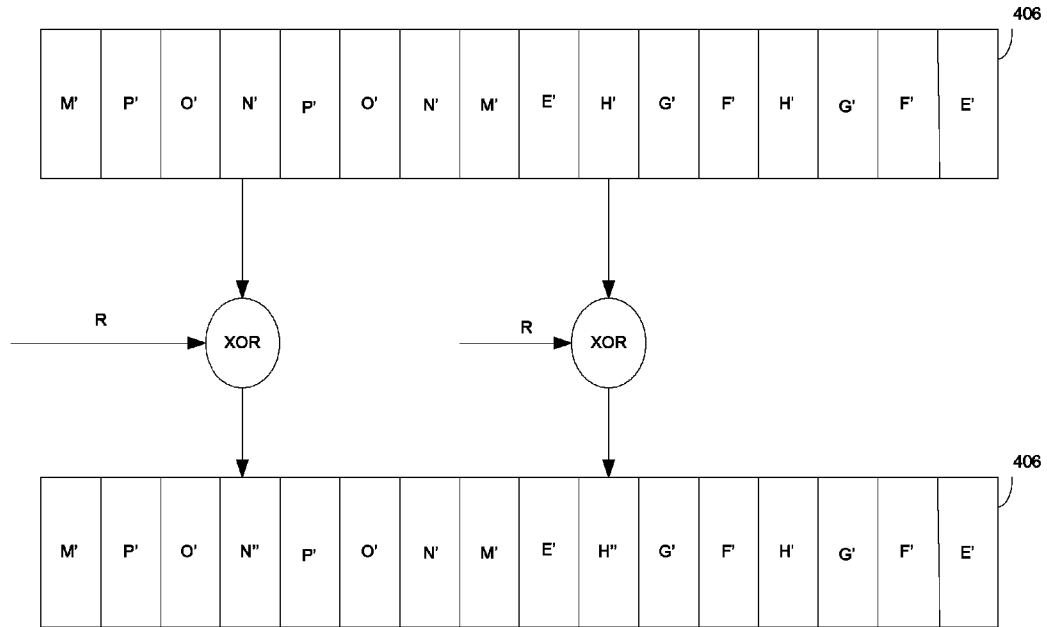 406
M' P' O' N' P' O' N' M' E' H' G' F' H' G' F' E'
R XOR R XOR
406
M' P' O' N'' P' O' N' M' E' H'' G' F' H' G' F' E'